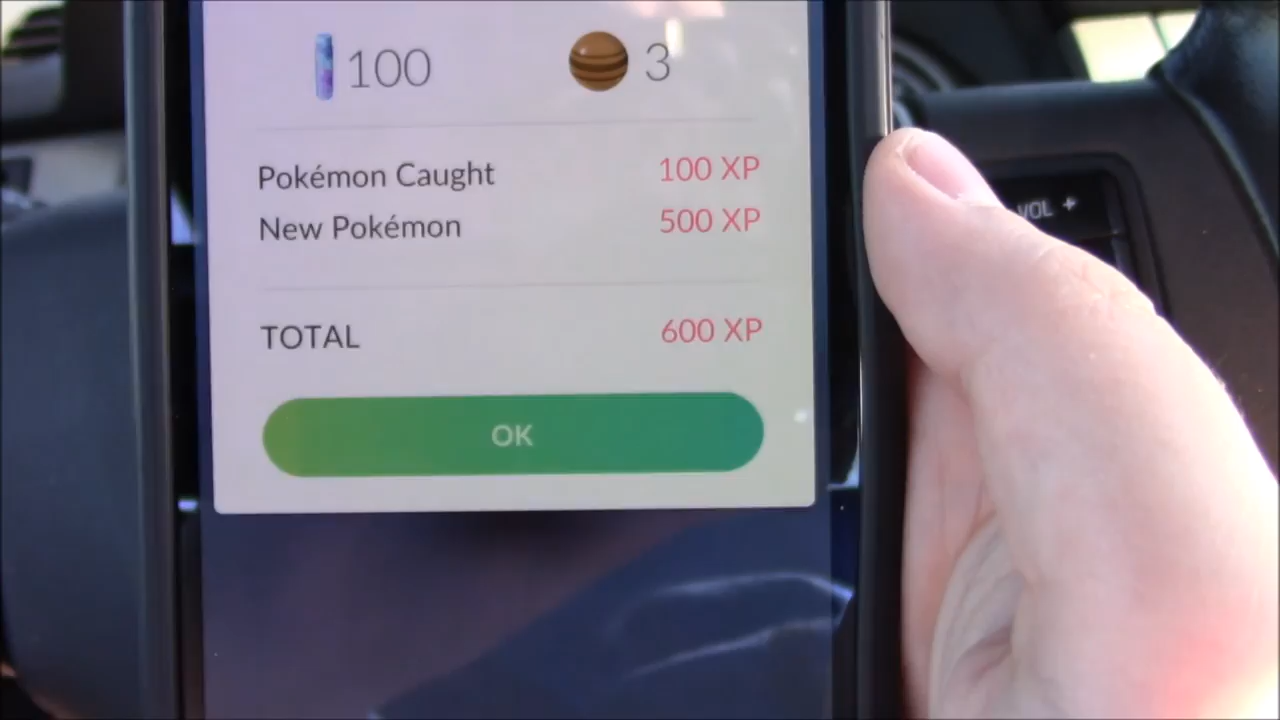 100 3
Pokémon Caught 100 XP
New Pokémon 500 XP
TOTAL 600 XP
OK
VOL +